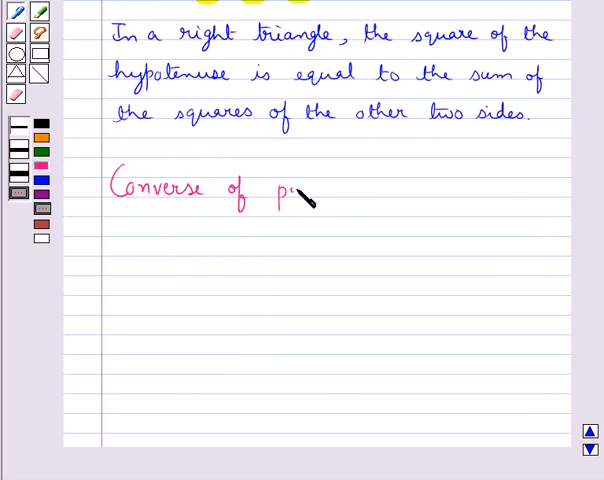 In a right triangle, the square of the
hypotenuse is equal to the sum of
the squares of the other two sides.
Converse of